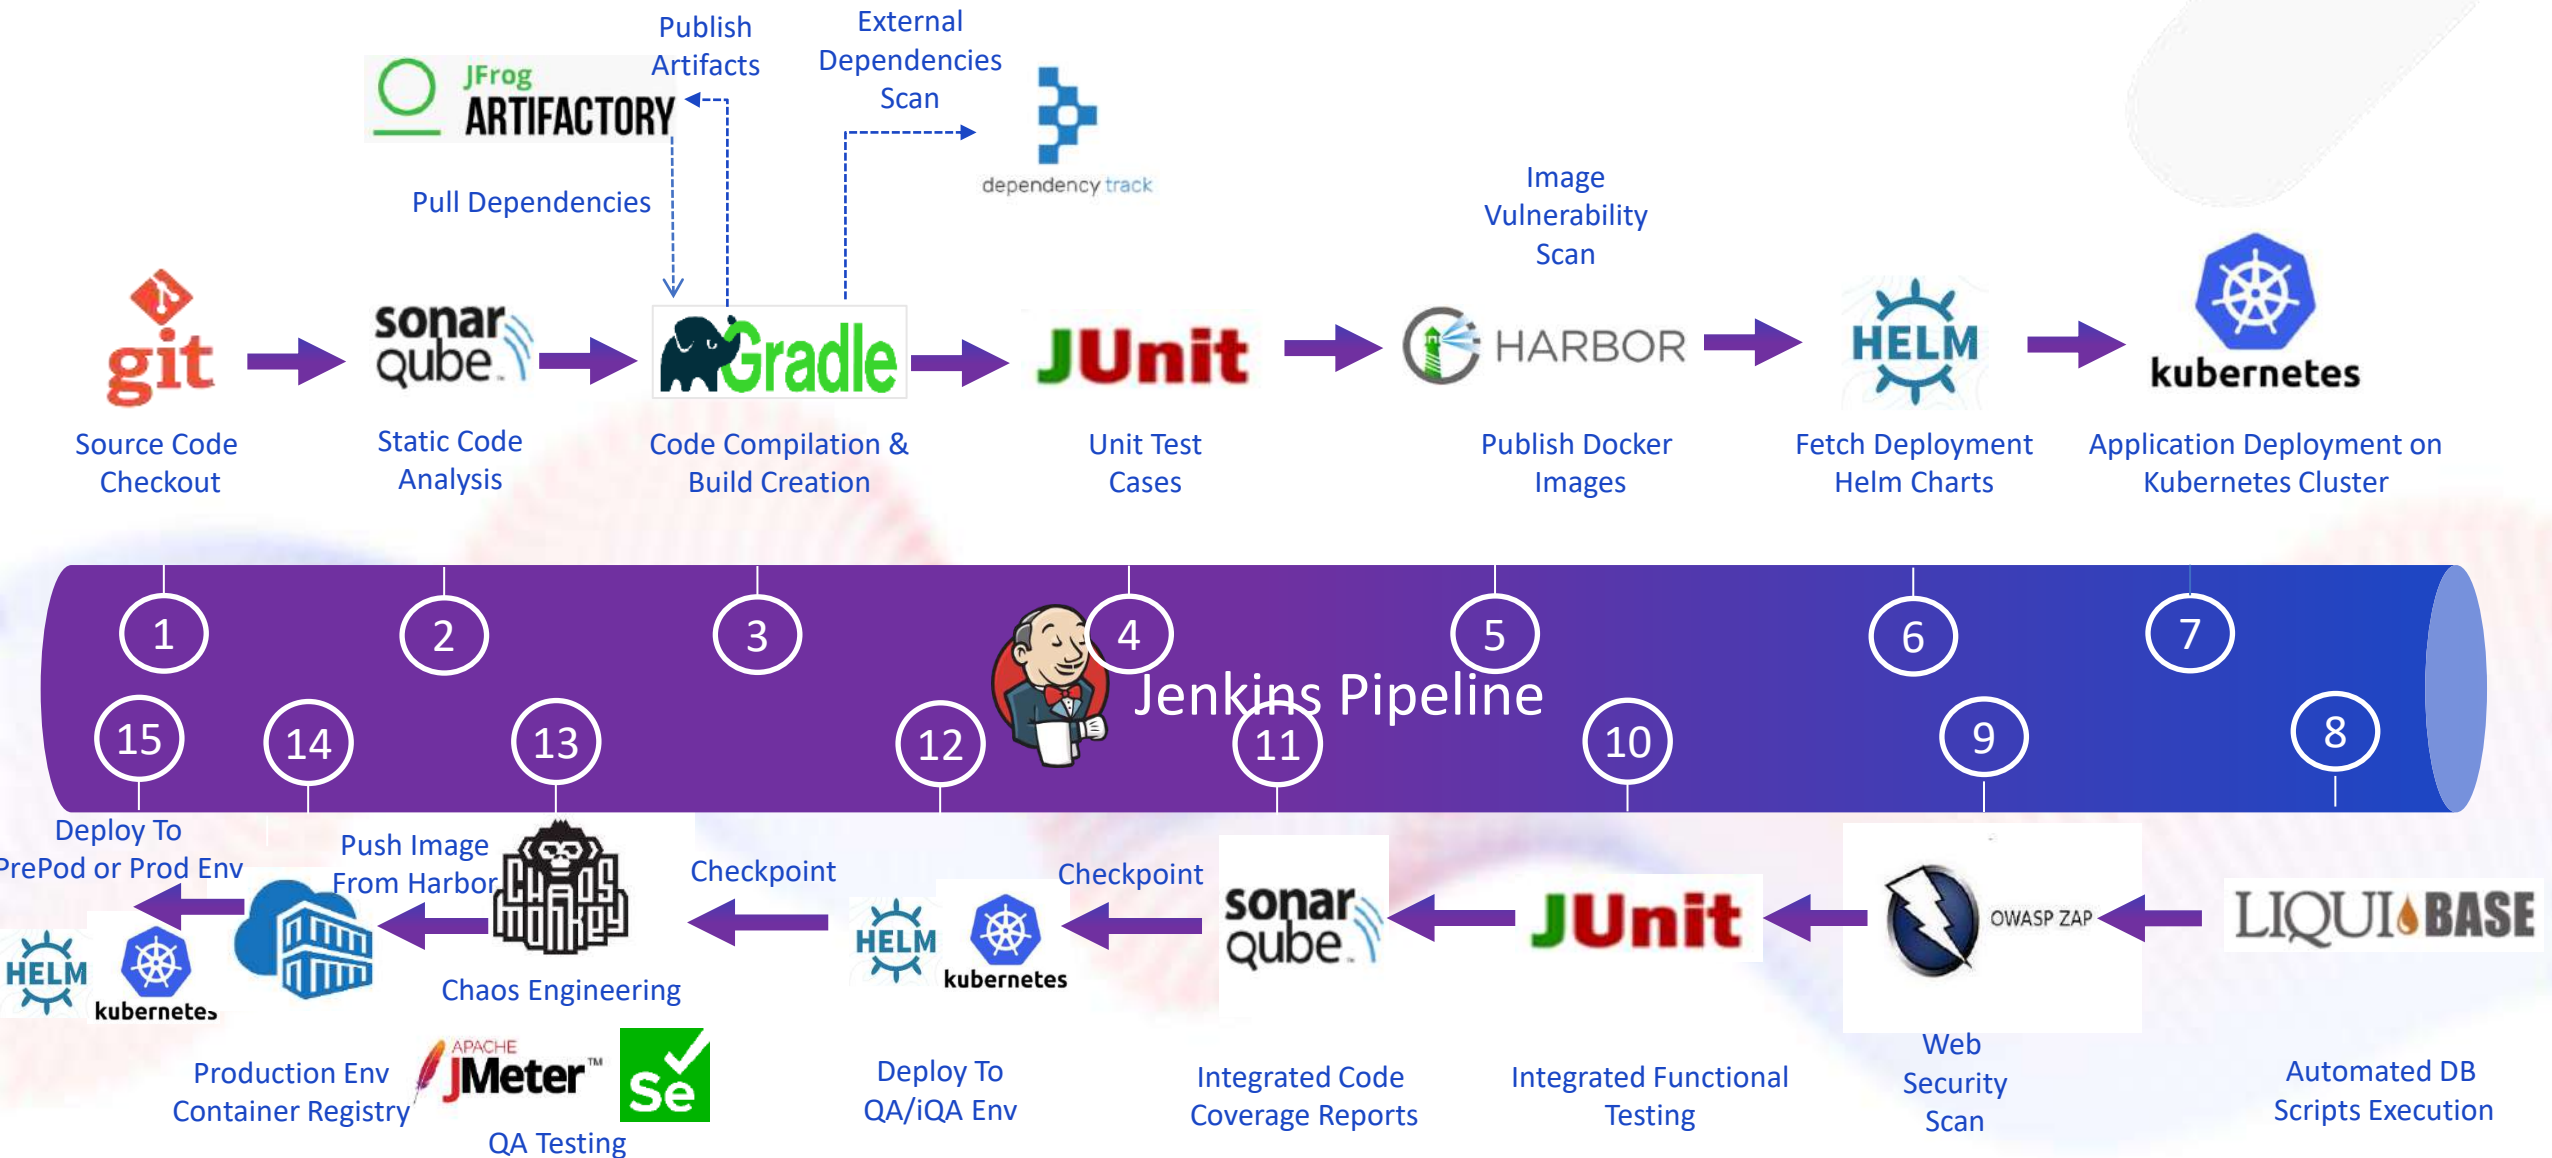 Publish
Artifacts
External
Dependencies
Scan
JFrog
ARTIFACTORY
dependency track
Pull Dependencies
Image
Vulnerability
Scan
git
sonar
qube
Gradle
JUnit
HARBOR
HELM
kubernetes
Source Code
Checkout
Static Code
Analysis
Code Compilation &
Build Creation
Unit Test
Cases
Publish Docker
Images
Fetch Deployment
Helm Charts
Application Deployment on
Kubernetes Cluster
1
2
3
4
5
6
7
Jenkins Pipeline
15
14
13
12
11
10
9
8
Deploy To
PrePod or Prod Env
HELM
kubernetes
Push Image
From Harbor
CHAOS
monkey
Chaos Engineering
Checkpoint
HELM
kubernetes
Checkpoint
sonar
qube
JUnit
OWASP ZAP
LIQUIBASE
Production Env
Container Registry
APACHE
JMeter™
Se
QA Testing
Deploy To
QA/iQA Env
Integrated Code
Coverage Reports
Integrated Functional
Testing
Web
Security
Scan
Automated DB
Scripts Execution